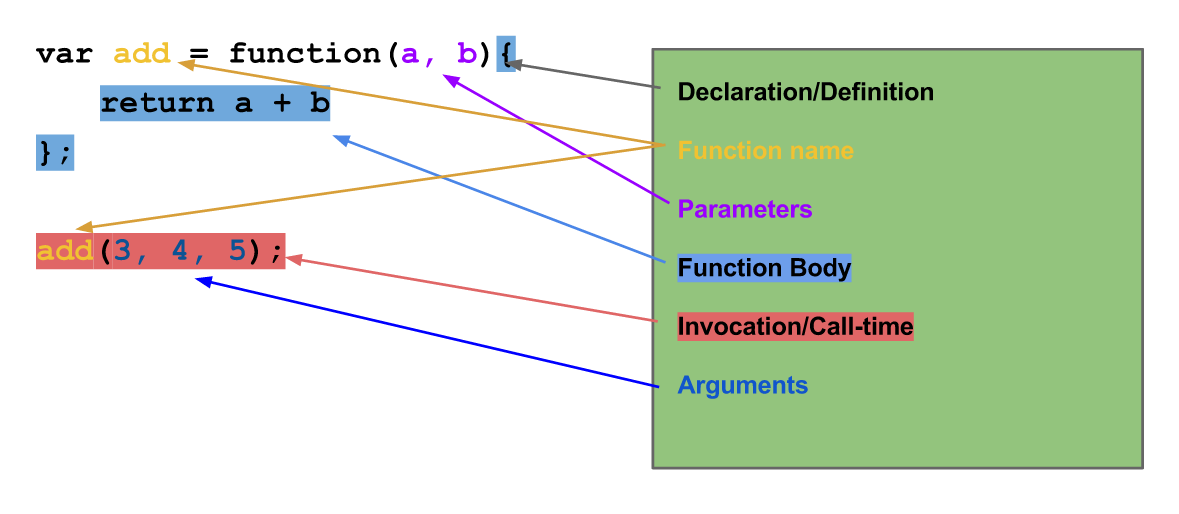 var add = function(a, b){
return a + b
};
add(3, 4, 5);
Declaration/Definition
Function name
Parameters
Function Body
Invocation/Call-time
Arguments